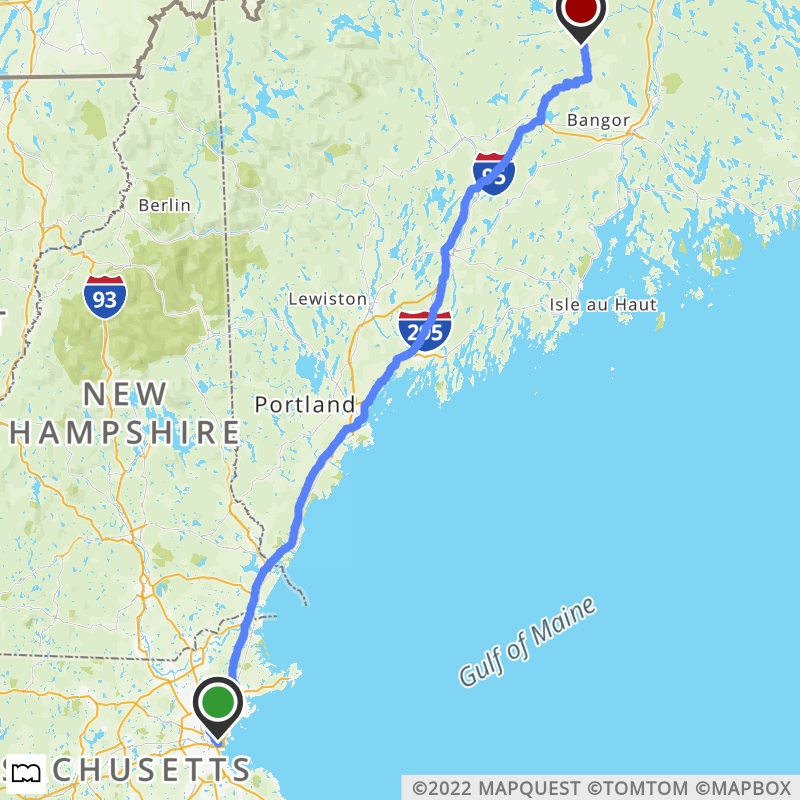 Bangor
95
Berlin
93
Lewiston
Isle au Haut
295
NEW
HAMPSHIRE
Portland
Gulf of Maine
SACHUSETTS
©2022 MAPQUEST ©TOMTOM ©MAPBOX